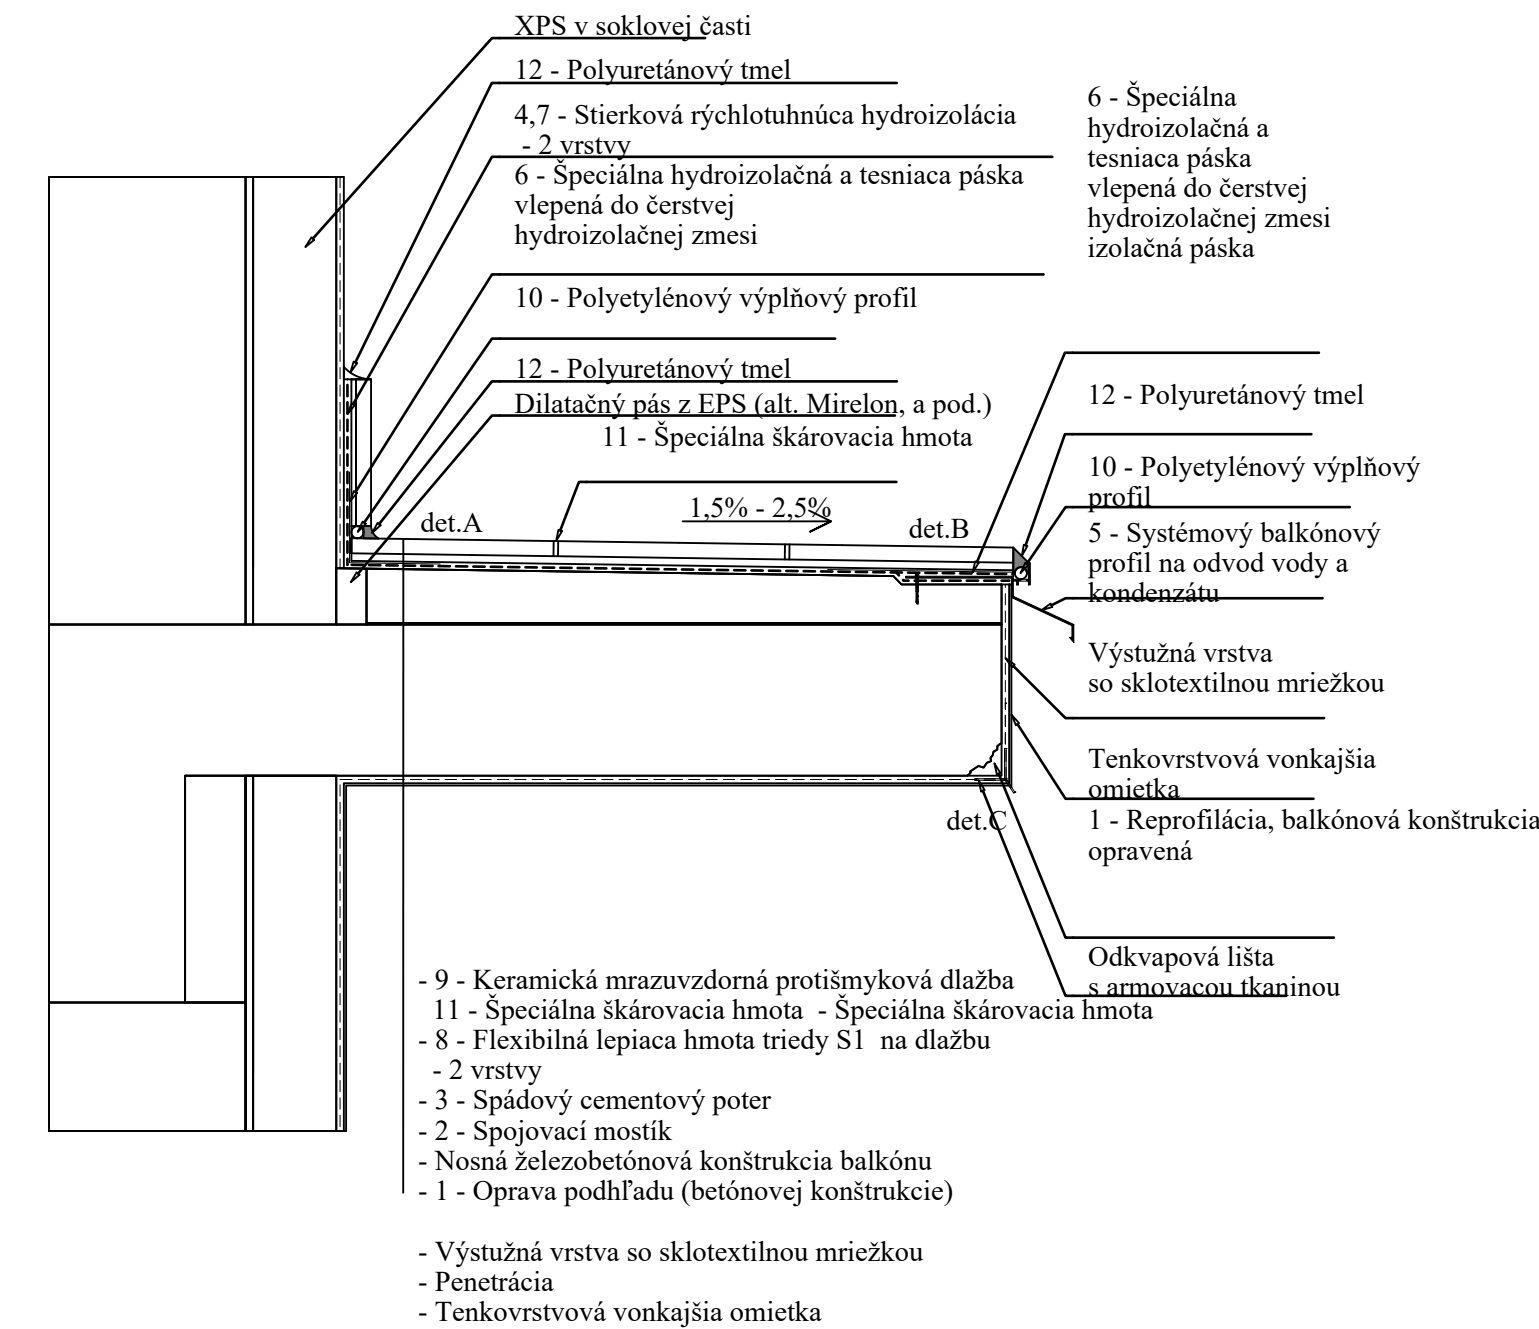 XPS v soklovej časti
12 - Polyuretánový tmel
4,7 - Stierková rýchlotuhnúca hydroizolácia
- 2 vrstvy
6 - Špeciálna hydroizolačná a tesniaca páska
vlepená do čerstvej
hydroizolačnej zmesi
10 - Polyetylénový výplňový profil
12 - Polyuretánový tmel
Dilatačný pás z EPS (alt. Mirelon, a pod.)
11 - Špeciálna škárovacia hmota
1,5% - 2,5%
det.A
det.B
6 - Špeciálna
hydroizolačná a
tesniaca páska
vlepená do čerstvej
hydroizolačnej zmesi
izolačná páska
12 - Polyuretánový tmel
10 - Polyetylénový výplňový
profil
5 - Systémový balkónový
profil na odvod vody a
kondenzátu
Výstužná vrstva
so sklotextilnou mriežkou
Tenkovrstvová vonkajšia
omietka
1 - Reprofilácia, balkónová konštrukcia
opravená
det.C
Odkvapová lišta
s armovacou tkaninou
- 9 - Keramická mrazuvzdorná protišmyková dlažba
11 - Špeciálna škárovacia hmota  - Špeciálna škárovacia hmota
- 8 - Flexibilná lepiaca hmota triedy S1  na dlažbu
- 2 vrstvy
- 3 - Spádový cementový poter
- 2 - Spojovací mostík
- Nosná železobetónová konštrukcia balkónu
- 1 - Oprava podhľadu (betónovej konštrukcie)
- Výstužná vrstva so sklotextilnou mriežkou
- Penetrácia
- Tenkovrstvová vonkajšia omietka